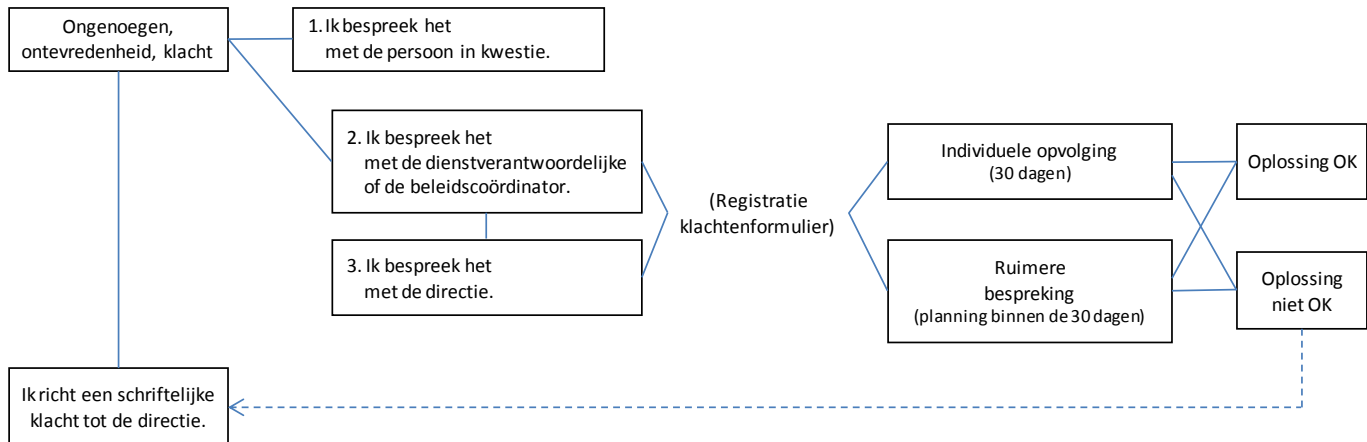 Ongenoegen,
ontevredenheid, klacht
1. Ik bespreek het
met de persoon in kwestie.
2. Ik bespreek het
met de dienstverantwoordelijke
of de beleidscoördinator.
3. Ik bespreek het
met de directie.
(Registratie
klachtenformulier)
Individuele opvolging
(30 dagen)
Ruimere
bespreking
(planning binnen de 30 dagen)
Oplossing OK
Oplossing
niet OK
Ik richt een schriftelijke
klacht tot de directie.